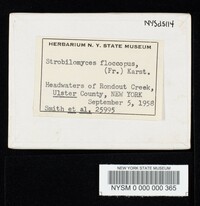 NYSd5114
HERBARIUM N. Y. STATE MUSEUM
Strobilomyces floccopus,
(Fr.) Karst.
Headwaters of Rondout Creek,
Ulster County, NEW YORK
September 5, 1958
Smith et al. 25995
NEW YORK STATE MUSEUM
NYSM 0 000 000 365